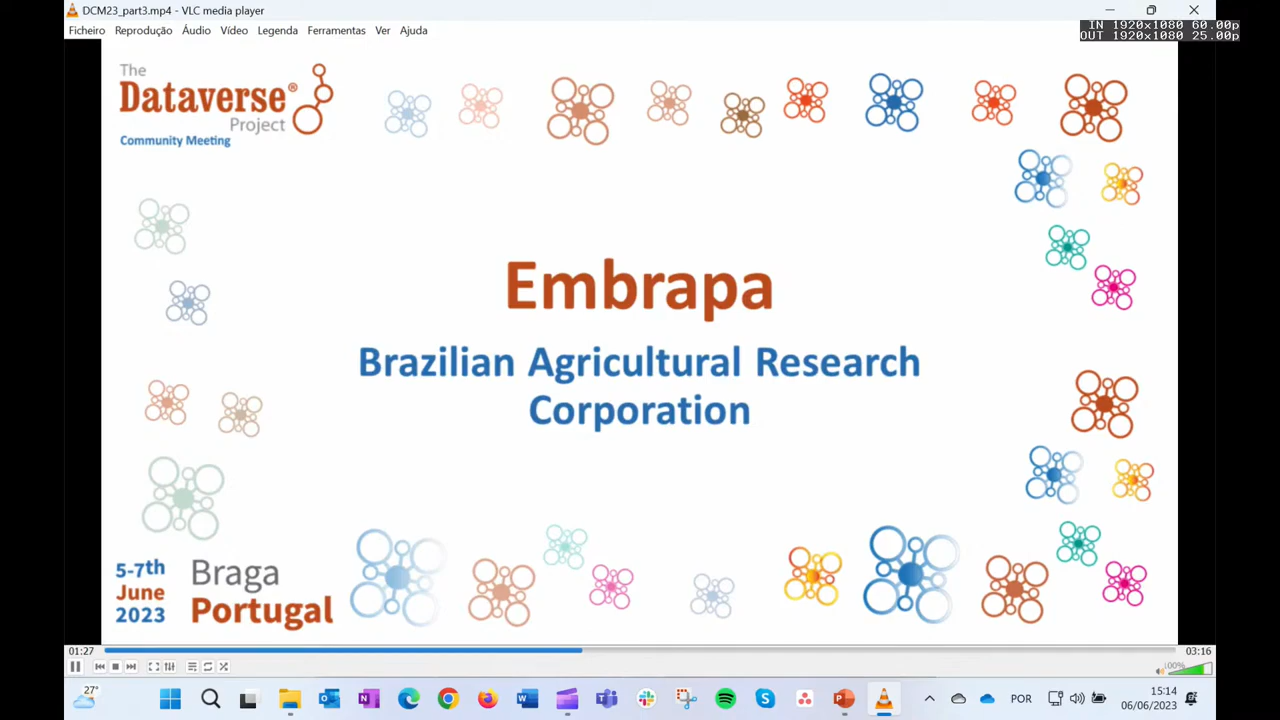 DCM23_part3.mp4 - VLC media player
Ficheiro Reprodução Áudio Vídeo Legenda Ferramentas Ver Ajuda
IN 1920x1080 60.00p
OUT 1920x1080 25.00p
The
Dataverse®
Project
Community Meeting
Embrapa
Brazilian Agricultural Research
Corporation
5-7th
June
2023
Braga
Portugal
01:27
03:16
100%
27°
POR
15:14
06/06/2023